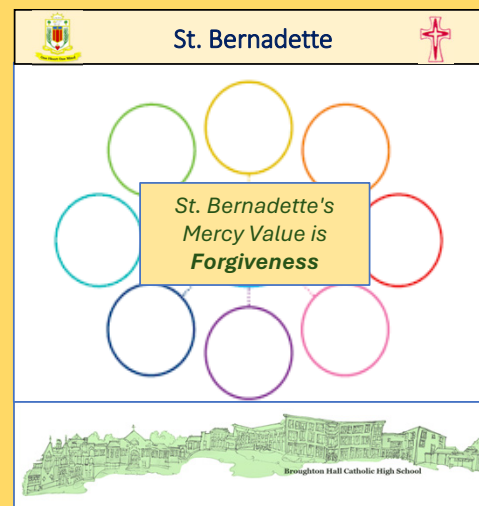 St. Bernadette
St. Bernadette's
Mercy Value is
Forgiveness
Broughton Hall Catholic High School